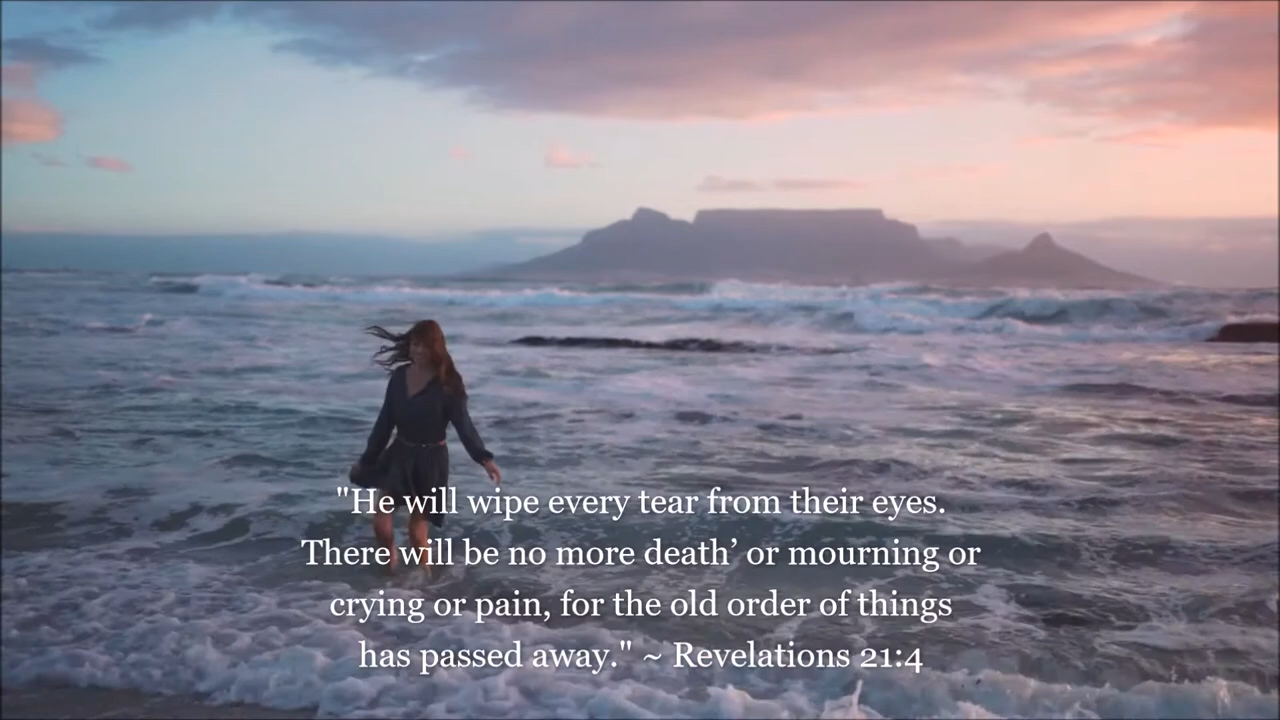 "He will wipe every tear from their eyes.
There will be no more death’ or mourning or
crying or pain, for the old order of things
has passed away." ~ Revelations 21:4